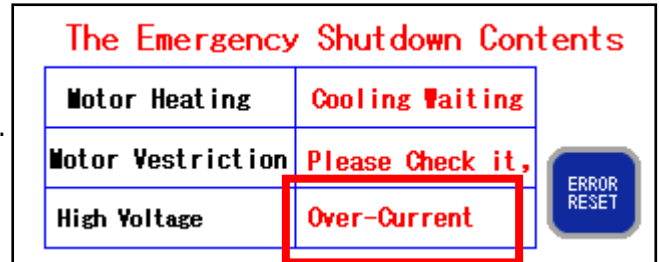 The Emergency Shutdown Contents
Motor Heating Cooling Waiting
Motor Vestriction Please Check it,
High Voltage Over-Current
ERROR
RESET